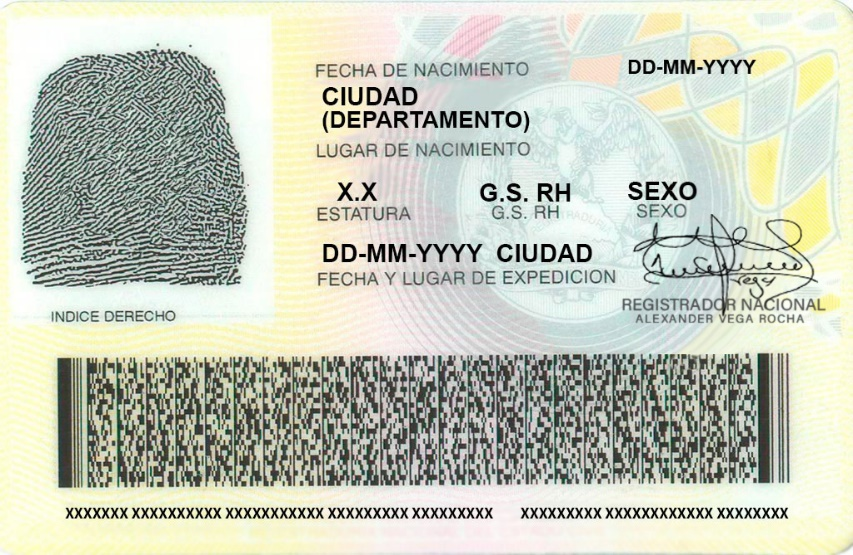 FECHA DE NACIMIENTO DD-MM-YYYY
CIUDAD
(DEPARTAMENTO)
LUGAR DE NACIMIENTO
X.X G.S. RH SEXO
ESTATURA G.S. RH SEXO
DD-MM-YYYY CIUDAD
FECHA Y LUGAR DE EXPEDICION
REGISTRADOR NACIONAL
ALEXANDER VEGA ROCHA
INDICE DERECHO
XXXXXXX XXXXXXXXXX XXXXXXXXXXX XXXXXXXXX XXXXXXXXX XXXXXXXXX XXXXXXXXXXXX XXXXXXXX